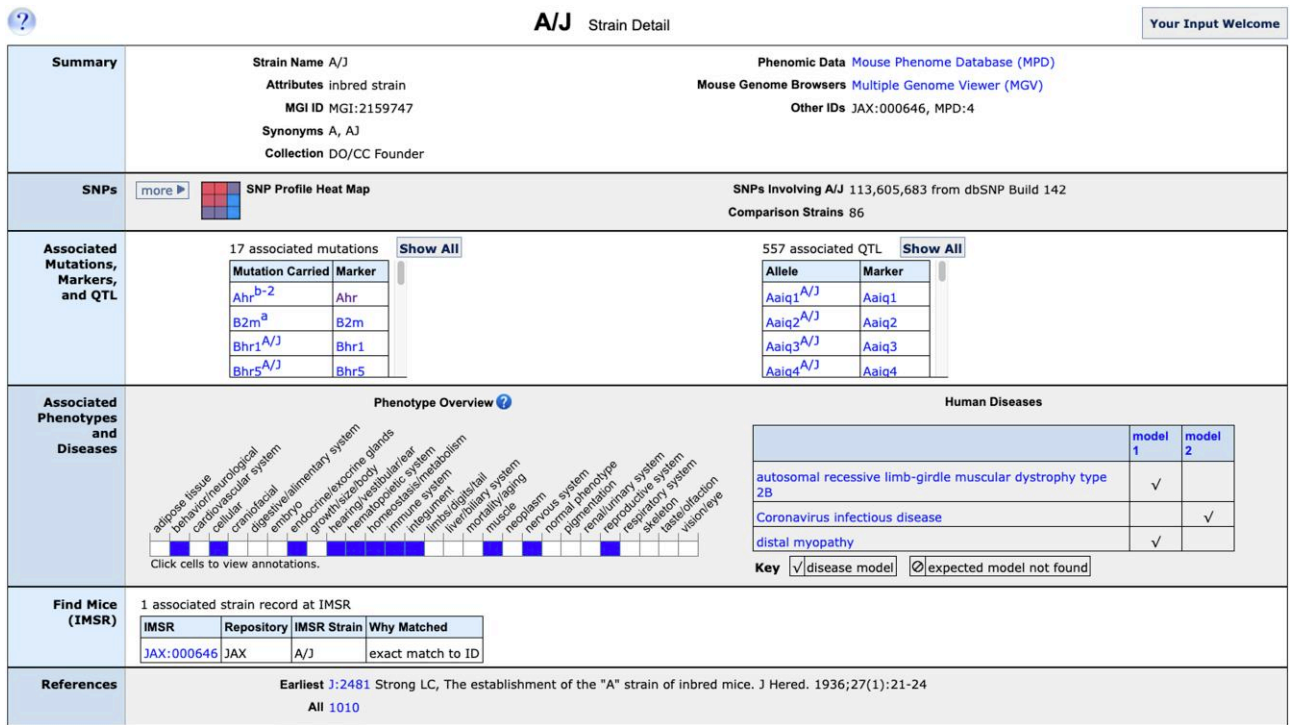 ?
A/J Strain Detail
Your Input Welcome
Summary
Strain Name A/J
Attributes inbred strain
MGI ID MGI:2159747
Synonyms A, AJ
Collection DO/CC Founder
Phenomic Data Mouse Phenome Database (MPD)
Mouse Genome Browsers Multiple Genome Viewer (MGV)
Other IDs JAX:000646, MPD:4
SNPs
more
SNP Profile Heat Map
SNPs Involving A/J 113,605,683 from dbSNP Build 142
Comparison Strains 86
Associated
Mutations,
Markers,
and QTL
17 associated mutations Show All
Mutation Carried Marker
Ahrb-2 Ahr
B2ma B2m
Bhr1A/J Bhr1
Bhr5A/J Bhr5
557 associated QTL Show All
Allele Marker
Aaiq1A/J Aaiq1
Aaiq2A/J Aaiq2
Aaiq3A/J Aaiq3
Aaiq4A/J Aaiq4
Associated
Phenotypes
and
Diseases
Phenotype Overview ?
adipose tissue
behavior/neurological
cardiovascular system
cellular
craniofacial
digestive/alimentary system
embryo
endocrine/exocrine glands
growth/size/body
hearing/vestibular/ear
hematopoietic system
homeostasis/metabolism
immune system
integument
limbs/digits/tail
liver/biliary system
mortality/aging
muscle
neoplasm
nervous system
normal phenotype
pigmentation
renal/urinary system
reproductive system
respiratory system
skeleton
taste/olfaction
vision/eye
Click cells to view annotations.
Human Diseases
model 1 model 2
autosomal recessive limb-girdle muscular dystrophy type
2B √
Coronavirus infectious disease √
distal myopathy √
Key √ disease model ⊘ expected model not found
Find Mice
(IMSR)
1 associated strain record at IMSR
IMSR Repository IMSR Strain Why Matched
JAX:000646 JAX A/J exact match to ID
References
Earliest J:2481 Strong LC, The establishment of the "A" strain of inbred mice. J Hered. 1936;27(1):21-24
All 1010